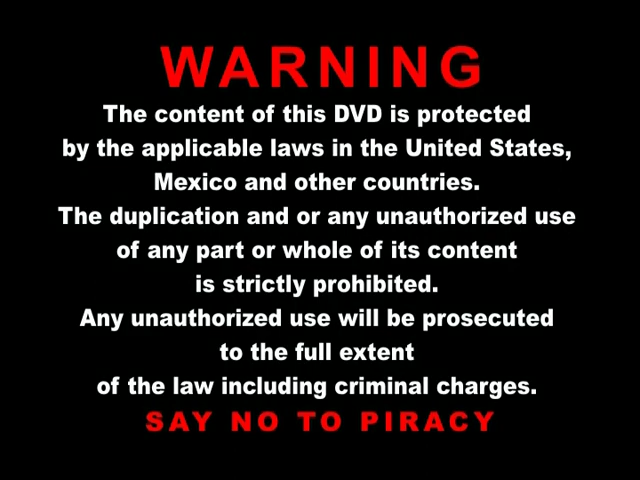 WARNING
The content of this DVD is protected
by the applicable laws in the United States,
Mexico and other countries.
The duplication and or any unauthorized use
of any part or whole of its content
is strictly prohibited.
Any unauthorized use will be prosecuted
to the full extent
of the law including criminal charges.
SAY NO TO PIRACY